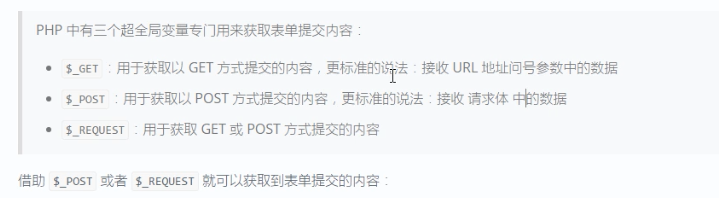 PHP 中有三个超全局变量专门用来获取表单提交内容：
$_GET ：用于获取以 GET 方式提交的内容，更标准的说法：接收 URL 地址问号参数中的数据
$_POST ：用于获取以 POST 方式提交的内容，更标准的说法：接收 请求体 中的数据
$_REQUEST ：用于获取 GET 或 POST 方式提交的内容
借助 $_POST 或者 $_REQUEST 就可以获取到表单提交的内容：